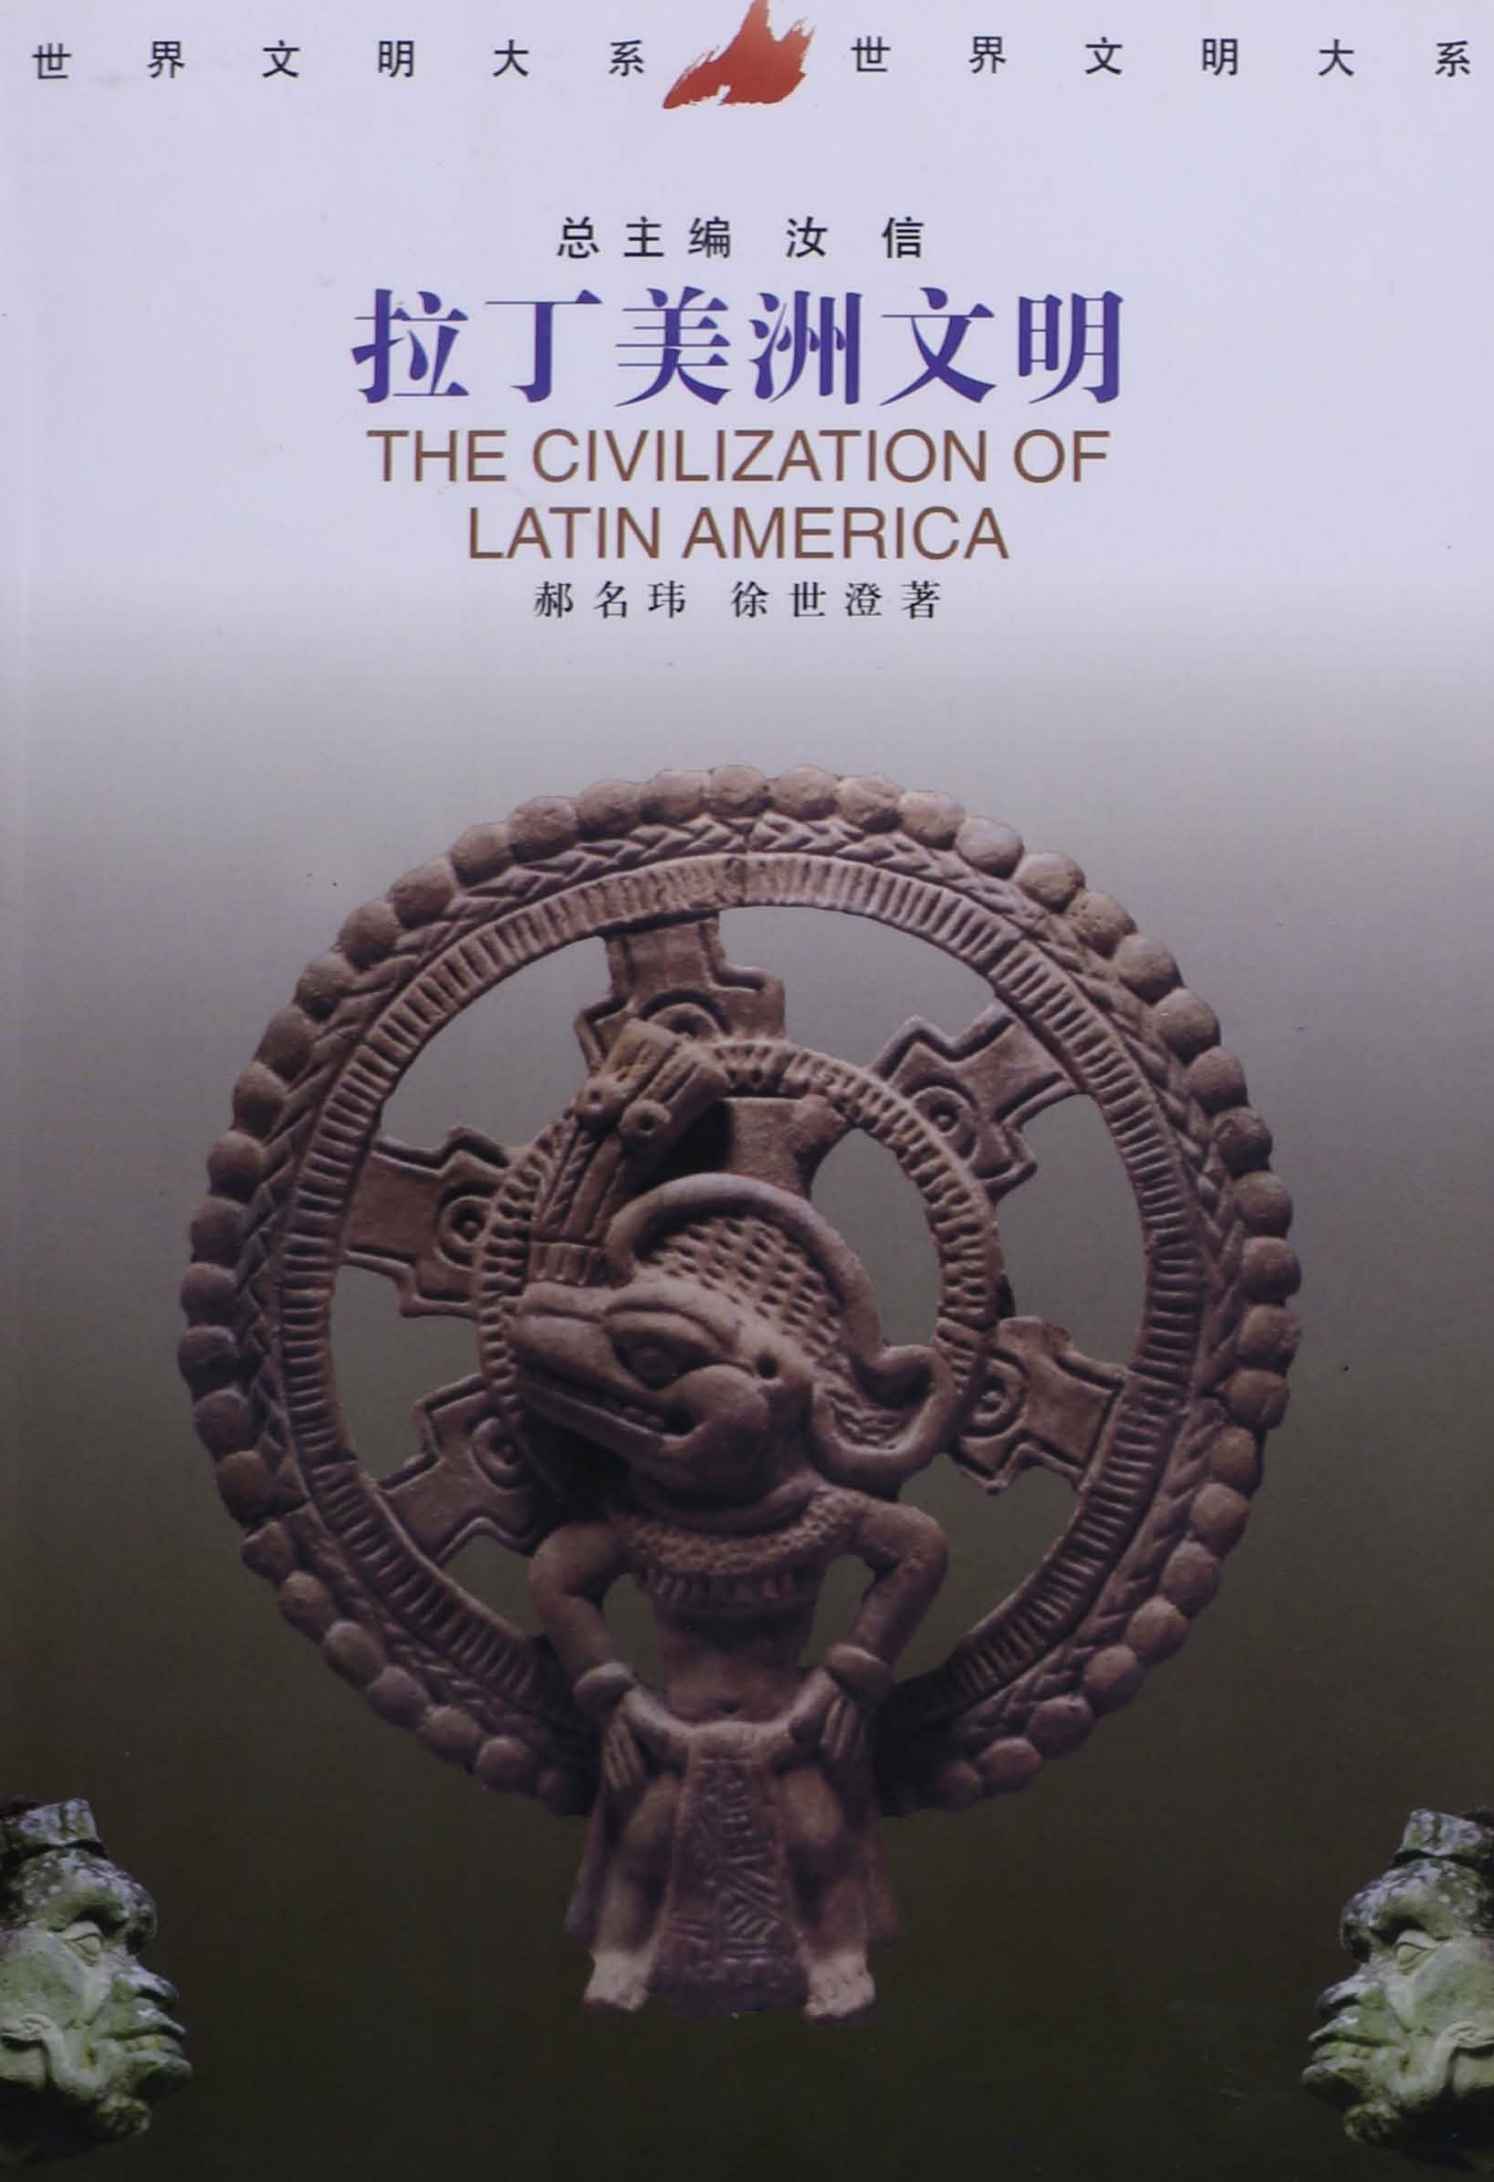 世界文明大系 世界文明大系
总主编 汝 信
拉丁美洲文明
THE CIVILIZATION OF
LATIN AMERICA
郝名玮 徐世澄著